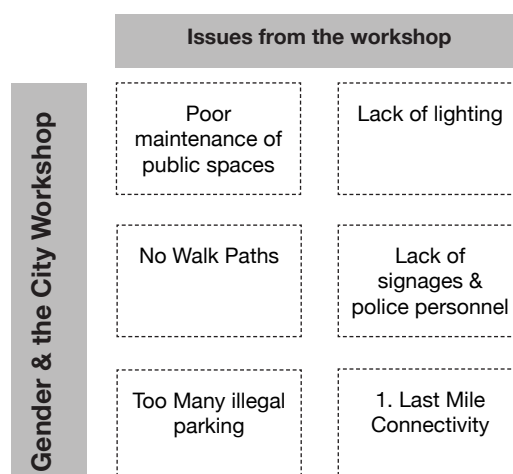 Issues from the workshop
Gender & the City Workshop
Poor
maintenance of
public spaces
Lack of lighting
No Walk Paths
Lack of
signages &
police personnel
Too Many illegal
parking
1. Last Mile
Connectivity